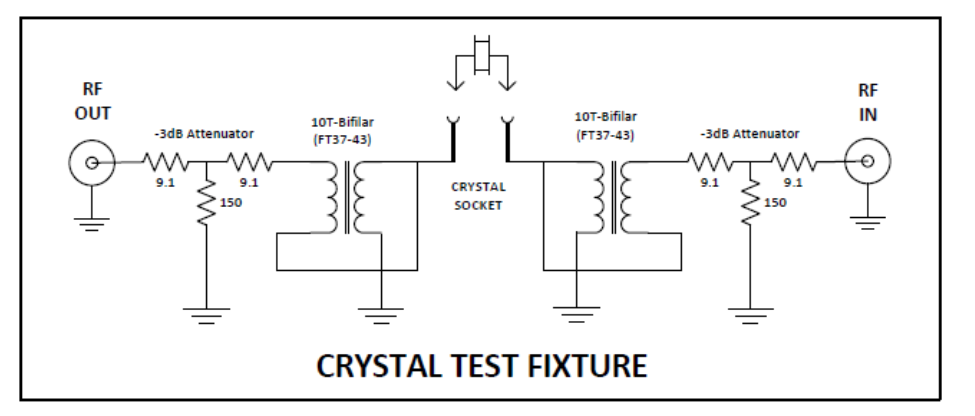 RF
OUT
-3dB Attenuator
9.1
9.1
150
10T-Bifilar
(FT37-43)
CRYSTAL
SOCKET
10T-Bifilar
(FT37-43)
-3dB Attenuator
9.1
9.1
150
RF
IN
CRYSTAL TEST FIXTURE